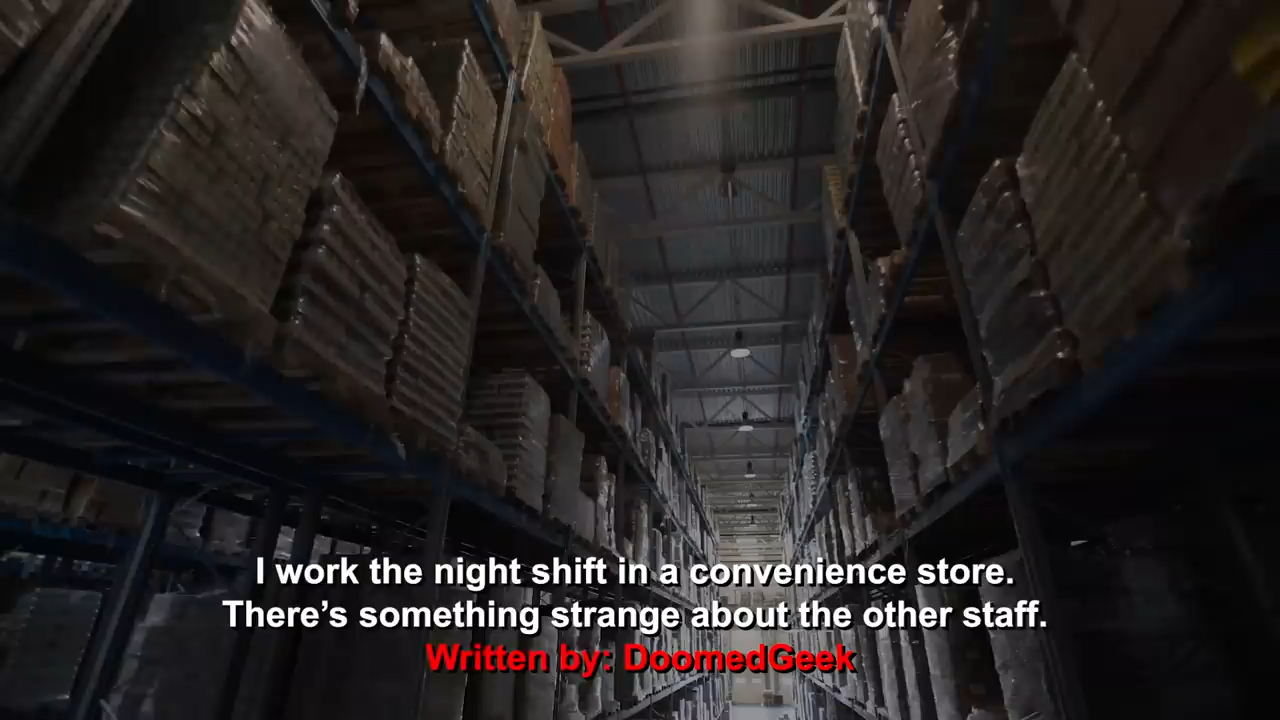 I work the night shift in a convenience store.
There’s something strange about the other staff.
Written by: DoomedGeek